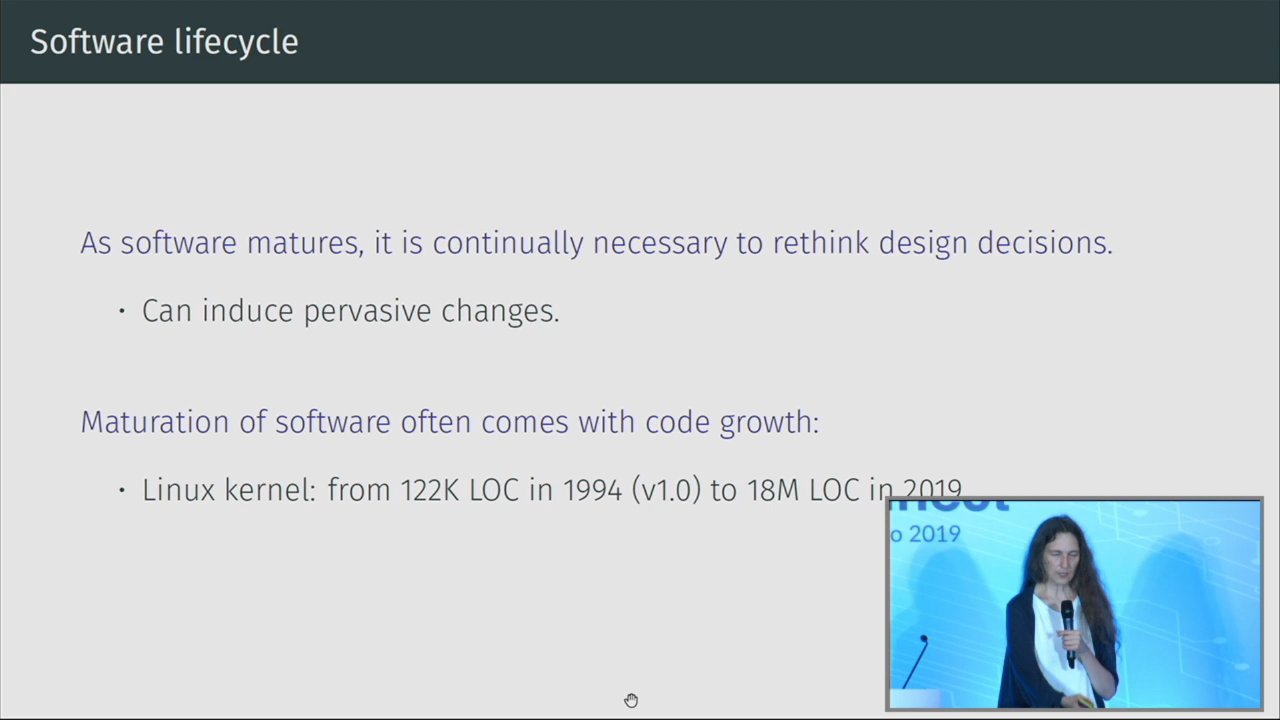 Software lifecycle
As software matures, it is continually necessary to rethink design decisions.
· Can induce pervasive changes.
Maturation of software often comes with code growth:
· Linux kernel: from 122K LOC in 1994 (v1.0) to 18M LOC in 2019
o 2019